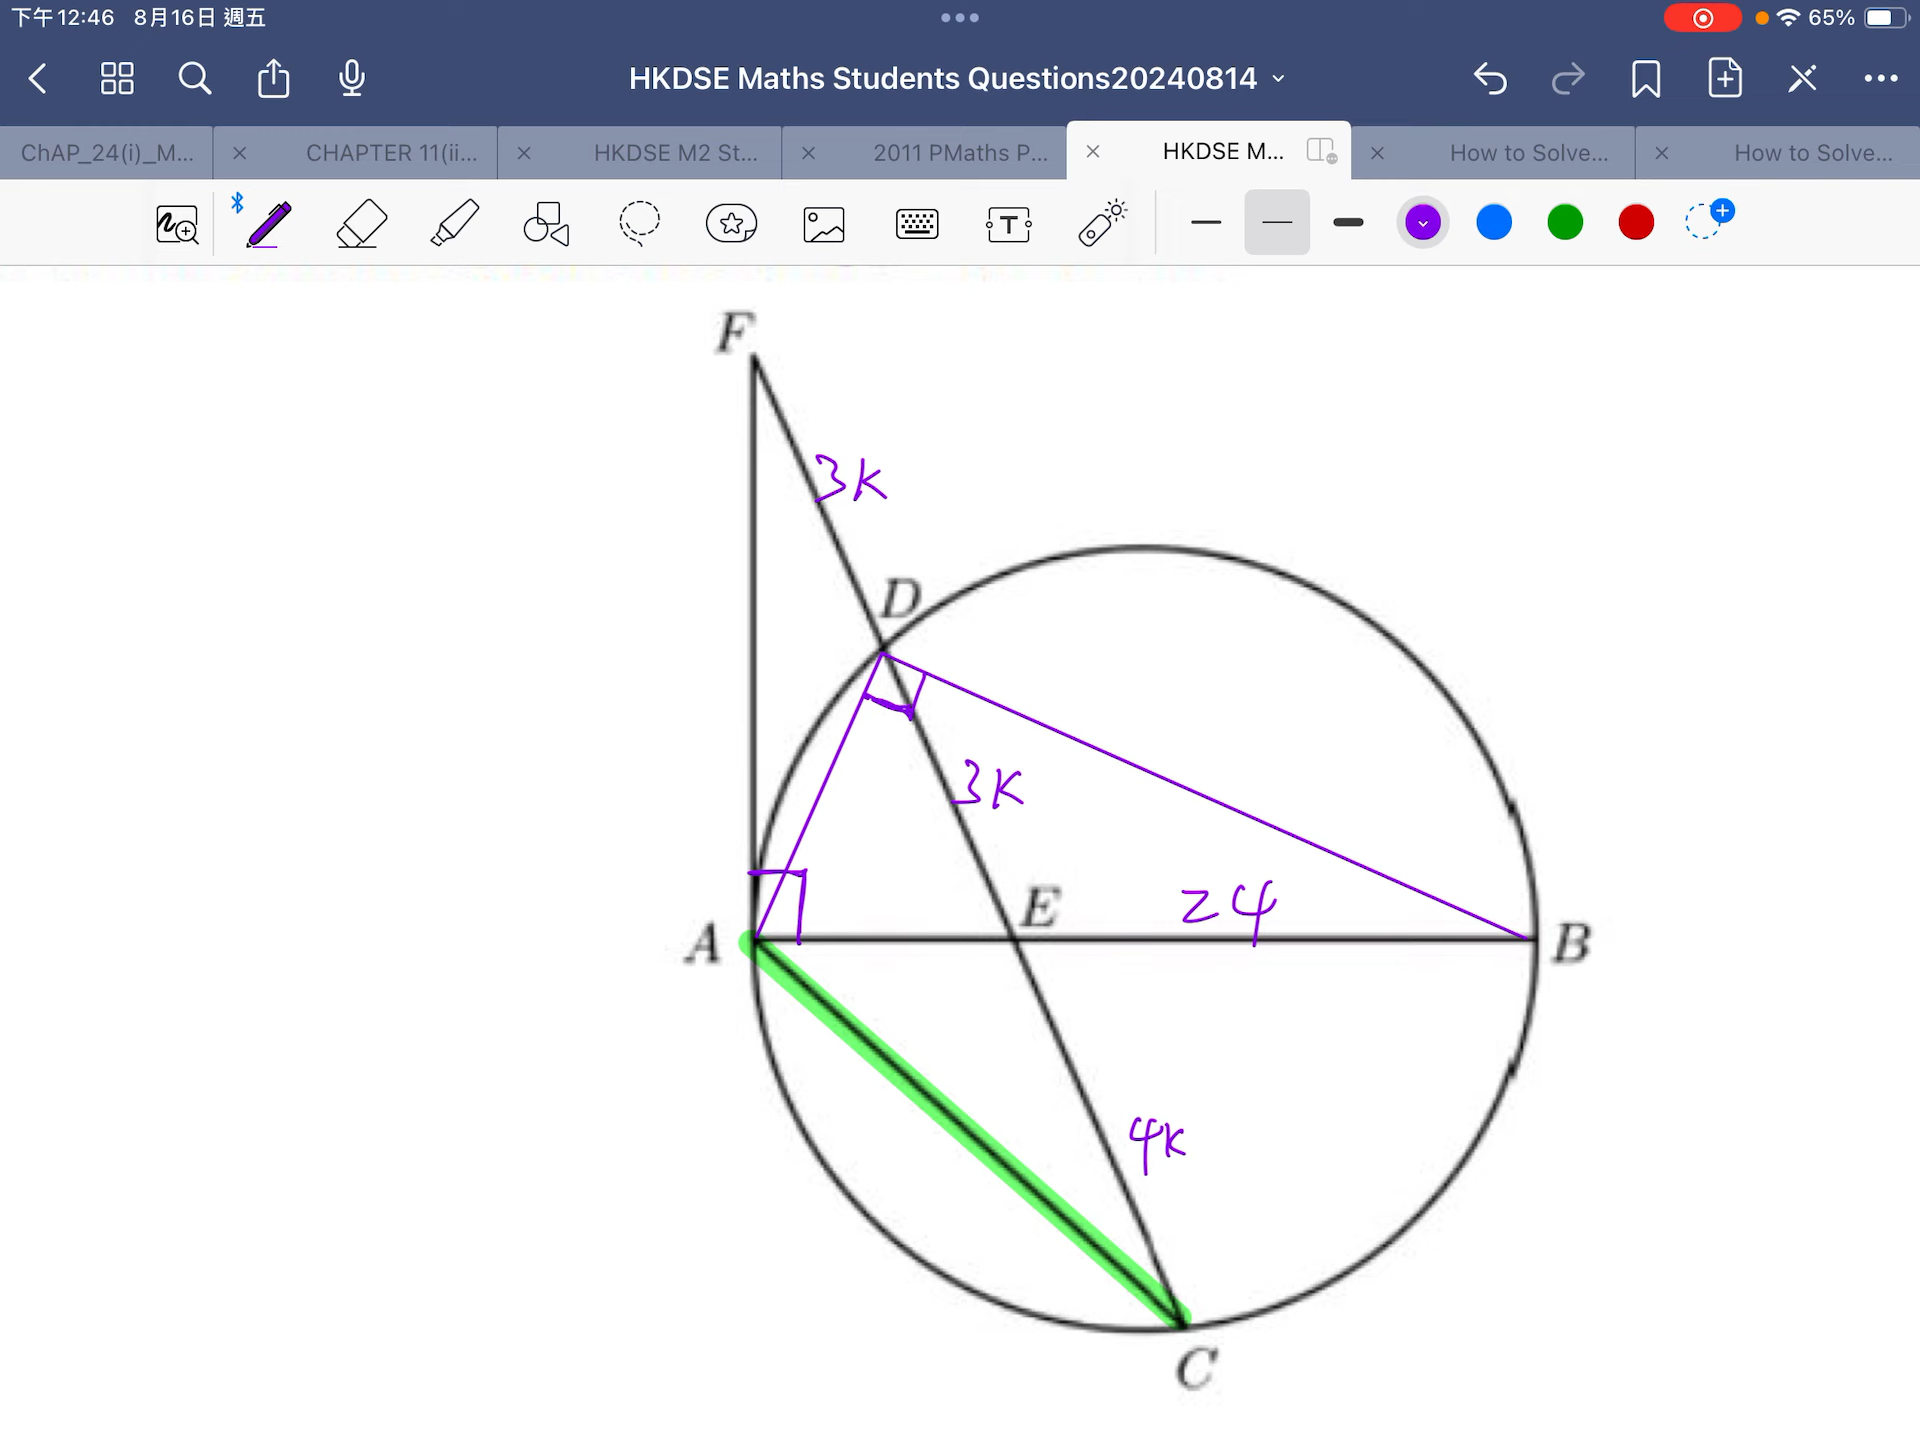 下午12:46 8月16日 週五
65%
HKDSE Maths Students Questions20240814
ChAP_24(i)_M...
CHAPTER 11(ii...
HKDSE M2 St...
2011 PMaths P...
HKDSE M...
How to Solve...
How to Solve...
T
F
3K
D
3K
E
24
A
B
4K
C